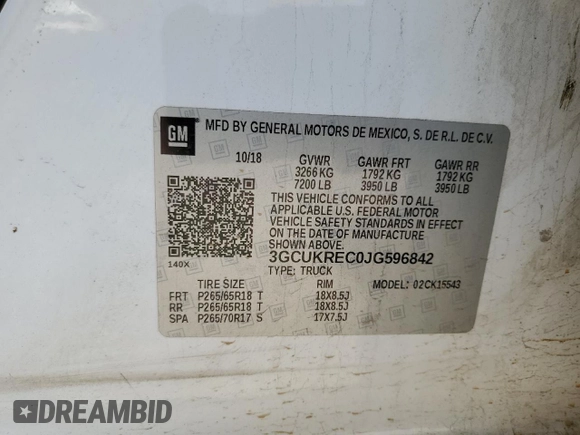 GM
MFD BY GENERAL MOTORS DE MEXICO, S. DE R.L. DE C.V.
10/18 GVWR GAWR FRT GAWR RR
3266 KG 1792 KG 1792 KG
7200 LB 3950 LB 3950 LB
THIS VEHICLE CONFORMS TO ALL
APPLICABLE U.S. FEDERAL MOTOR
VEHICLE SAFETY STANDARDS IN EFFECT
ON THE DATE OF MANUFACTURE
SHOWN ABOVE.
3GCUKREC0JG596842
140X
TYPE: TRUCK MODEL: 02CK15543
TIRE SIZE RIM
FRT P265/65R18 T 18X8.5J
RR P265/65R18 T 18X8.5J
SPA P265/70R17 S 17X7.5J
DREAMBID